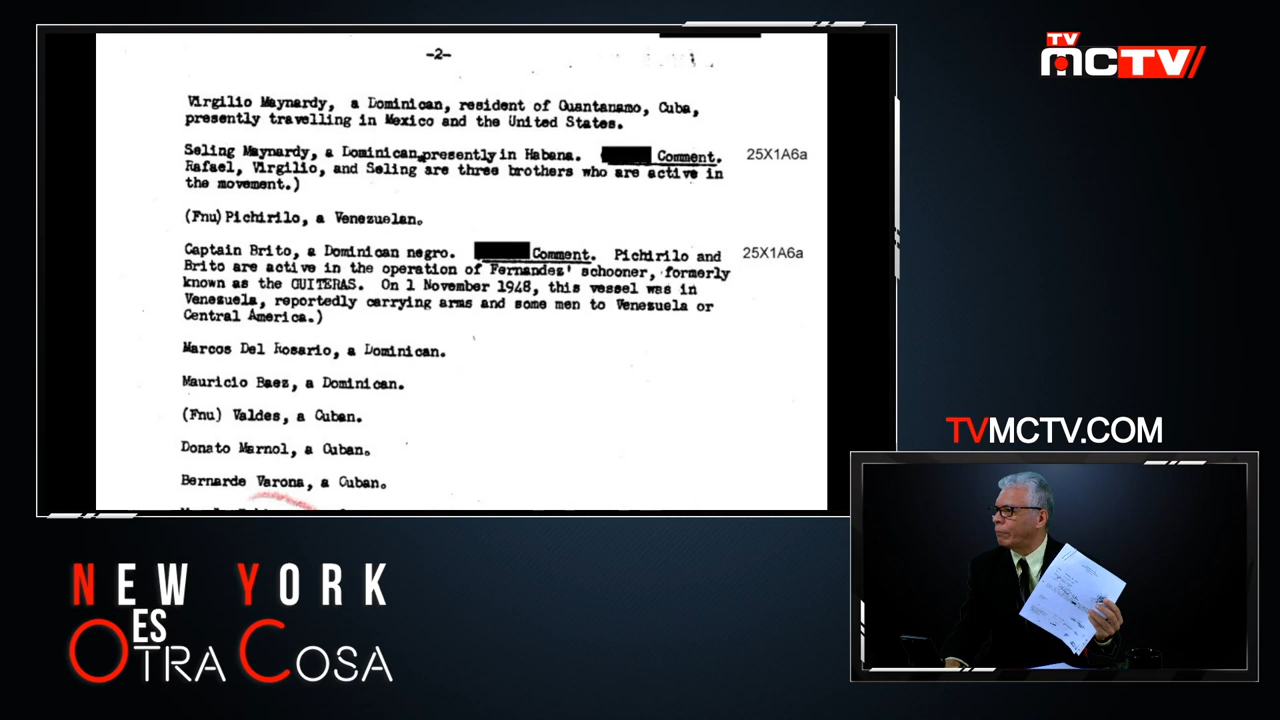 -2-
Virgilio Maynardy, a Dominican, resident of Guantanamo, Cuba,
presently travelling in Mexico and the United States.
Seling Maynardy, a Dominican,presently in Habana. ( Comment. 25X1A6a
Rafael, Virgilio, and Seling are three brothers who are active in
the movement.)
(Fnu) Pichirilo, a Venezuelan.
Captain Brito, a Dominican negro. Comment. Pichirilo and 25X1A6a
Brito are active in the operation of Fernandes' schooner, formerly
known as the GUITERAS. On 1 November 1948, this vessel was in
Venesuela, reportedly carrying arms and some men to Venesuela or
Central America.)
Marcos Del Rosario, a Dominican.
Mauricio Baez, a Dominican.
(Fnu) Valdes, a Cuban.
Donato Marnol, a Cuban.
Bernarde Varona, a Cuban.
TV
MCTV
TVMCTV.COM
NEW YORK
ES
OTRA COSA